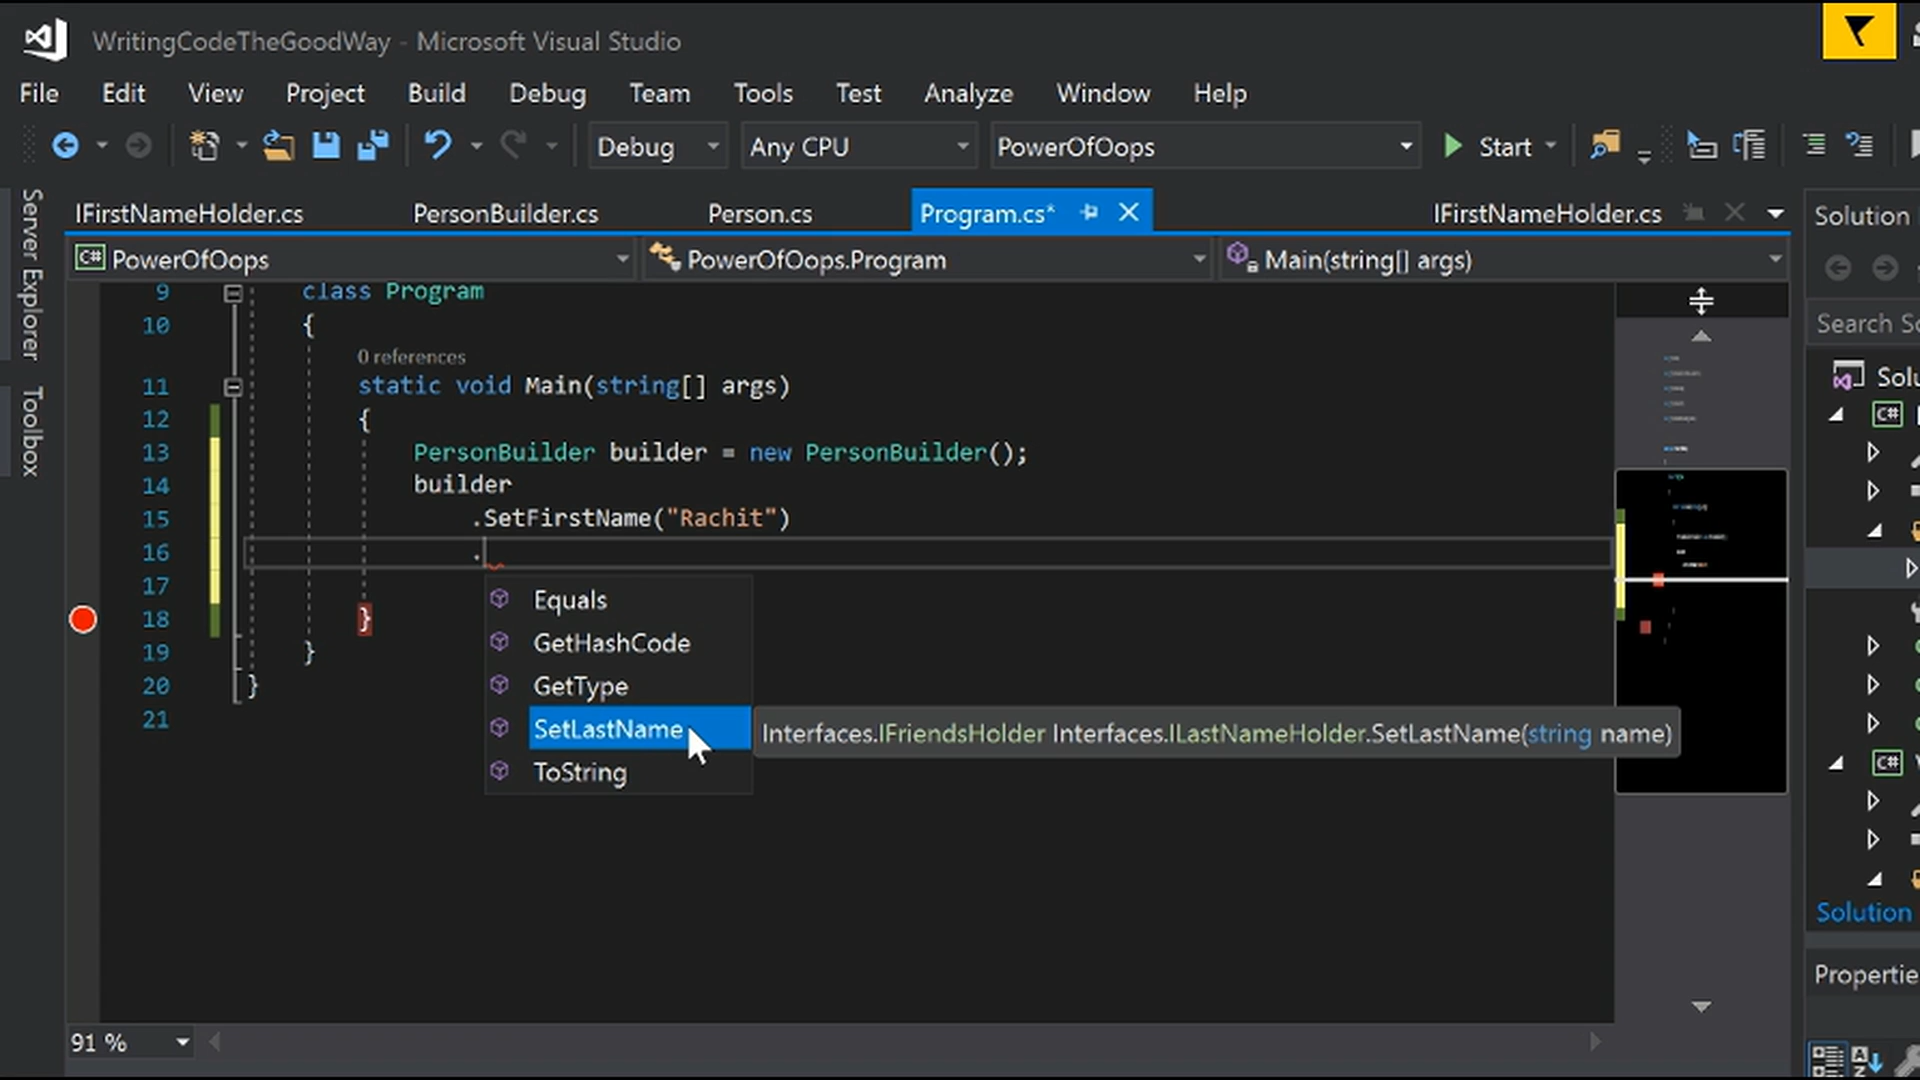 WritingCodeTheGoodWay - Microsoft Visual Studio
File Edit View Project Build Debug Team Tools Test Analyze Window Help
Debug Any CPU PowerOfOops Start
Server Explorer
Toolbox
IFirstNameHolder.cs PersonBuilder.cs Person.cs Program.cs* IFirstNameHolder.cs
Solution
C# PowerOfOops PowerOfOops.Program Main(string[] args)
9 class Program
10 {
0 references
11 static void Main(string[] args)
12 {
13 PersonBuilder builder = new PersonBuilder();
14 builder
15 .SetFirstName("Rachit")
16 .
17
18 }
19 }
20 }
21
Equals
GetHashCode
GetType
SetLastName
ToString
Interfaces.IFriendsHolder Interfaces.ILastNameHolder.SetLastName(string name)
Search So
Solu
C#
C#
Solution
Propertie
91 %